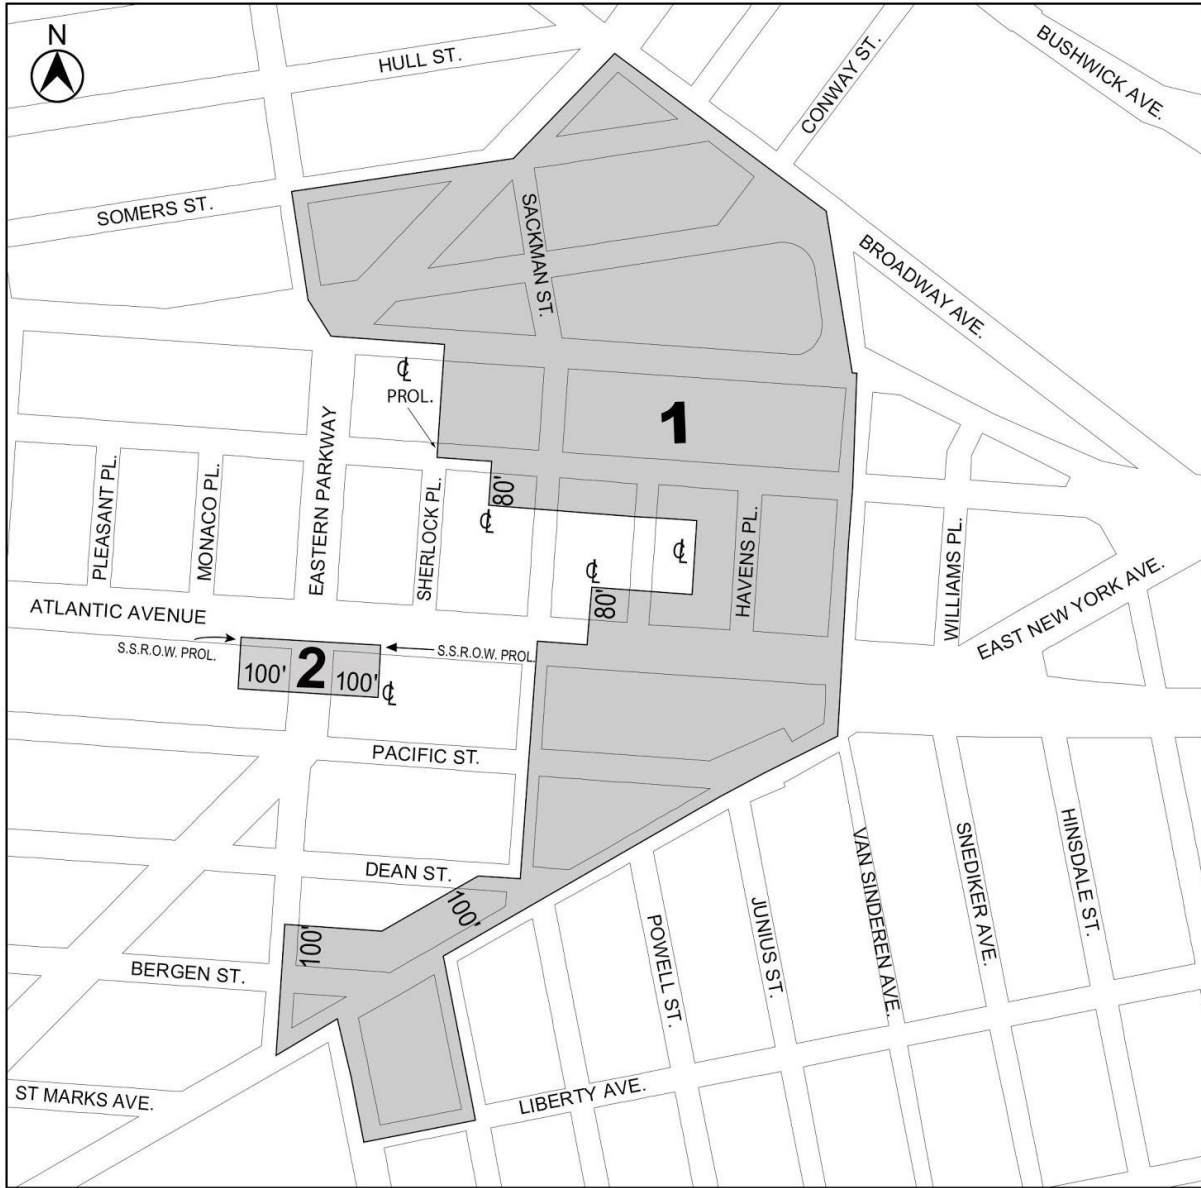 N
HULL ST.
CONWAY ST.
BUSHWICK AVE.
SOMERS ST.
SACKMAN ST.
BROADWAY AVE.
℄
PROL.
1
EASTERN PARKWAY
PLEASANT PL.
MONACO PL.
SHERLOCK PL.
80'
℄
℄
℄
HAVENS PL.
WILLIAMS PL.
80'
ATLANTIC AVENUE
EAST NEW YORK AVE.
S.S.R.O.W. PROL.
S.S.R.O.W. PROL.
2
100'
100'
℄
PACIFIC ST.
DEAN ST.
100'
100'
BERGEN ST.
POWELL ST.
JUNIUS ST.
VAN SINDEREN AVE.
SNEDIKER AVE.
HINSDALE ST.
ST MARKS AVE.
LIBERTY AVE.